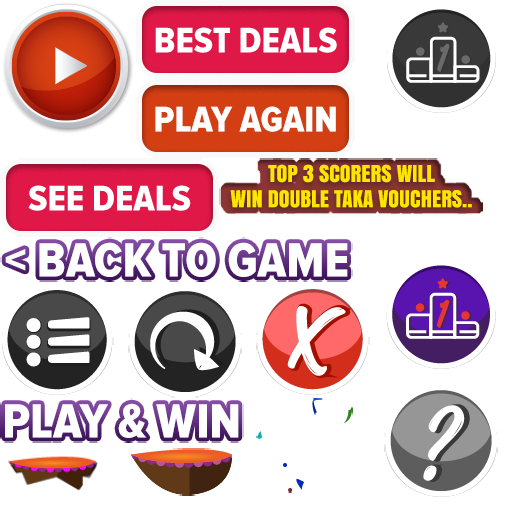 BEST DEALS
1
PLAY AGAIN
SEE DEALS
TOP 3 SCORERS WILL
WIN DOUBLE TAKA VOUCHERS..
< BACK TO GAME
1
X
PLAY & WIN
?